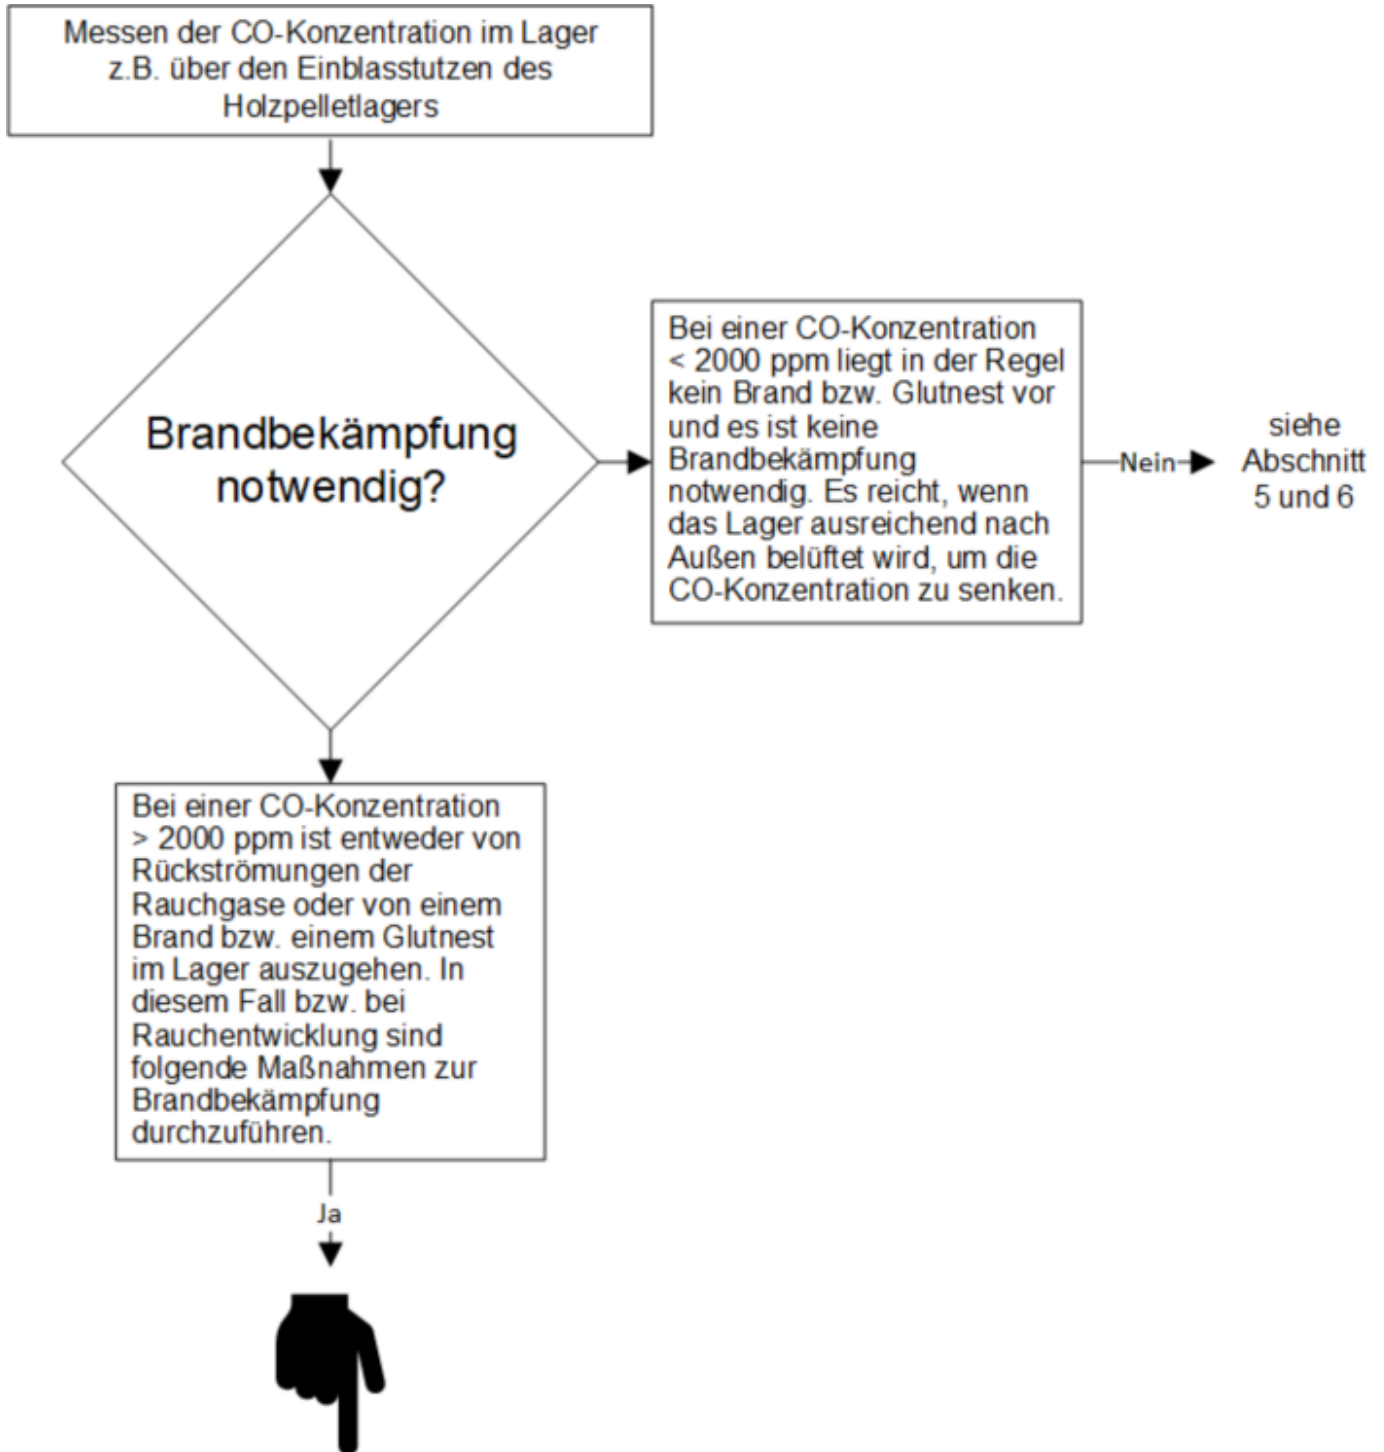 Messen der CO-Konzentration im Lager
z.B. über den Einblasstutzen des
Holzpelletlagers
Brandbekämpfung
notwendig?
Bei einer CO-Konzentration
< 2000 ppm liegt in der Regel
kein Brand bzw. Glutnest vor
und es ist keine
Brandbekämpfung
notwendig. Es reicht, wenn
das Lager ausreichend nach
Außen belüftet wird, um die
CO-Konzentration zu senken.
Nein
siehe
Abschnitt
5 und 6
Bei einer CO-Konzentration
> 2000 ppm ist entweder von
Rückströmungen der
Rauchgase oder von einem
Brand bzw. einem Glutnest
im Lager auszugehen. In
diesem Fall bzw. bei
Rauchentwicklung sind
folgende Maßnahmen zur
Brandbekämpfung
durchzuführen.
Ja